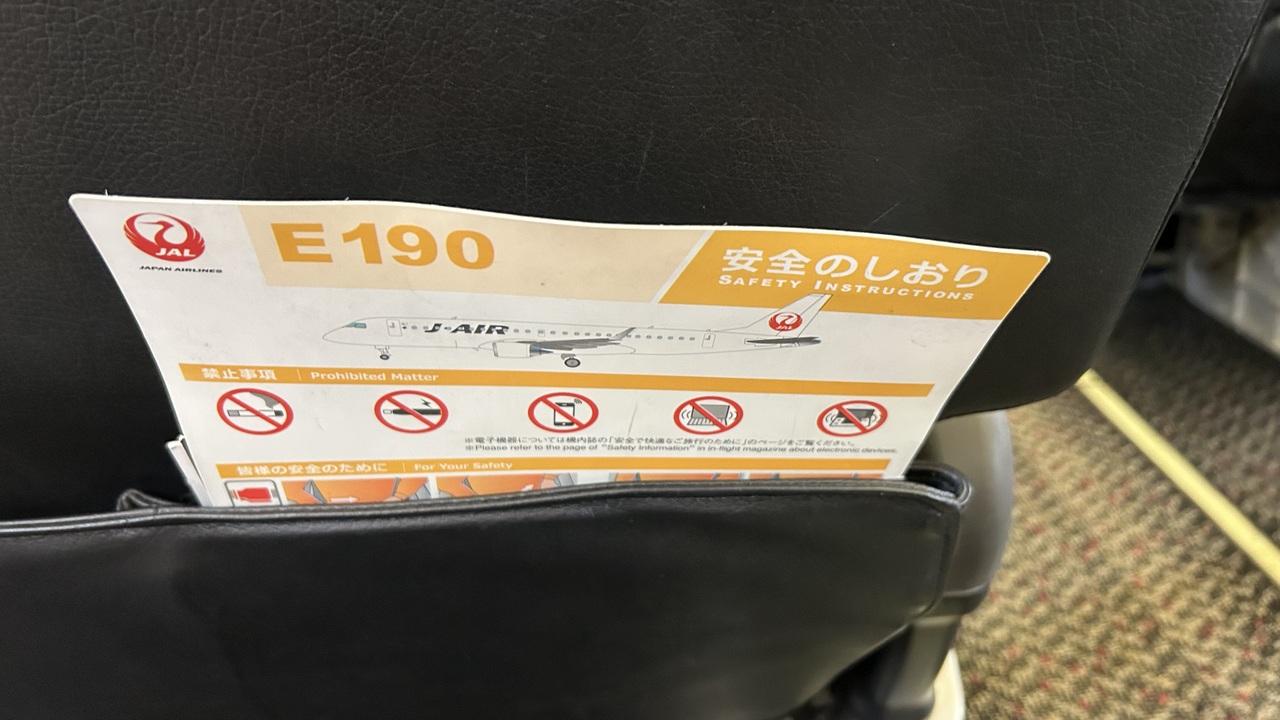 JAL
JAPAN AIRLINES
E190
安全のしおり
SAFETY INSTRUCTIONS
J-AIR
JAL
禁止事項 Prohibited Matter
※電子機器については機内誌の「安全で快適なご旅行のために」のページをご覧ください。
※Please refer to the page of "Safety Information" in in-flight magazine about electronic devices.
皆様の安全のために For Your Safety